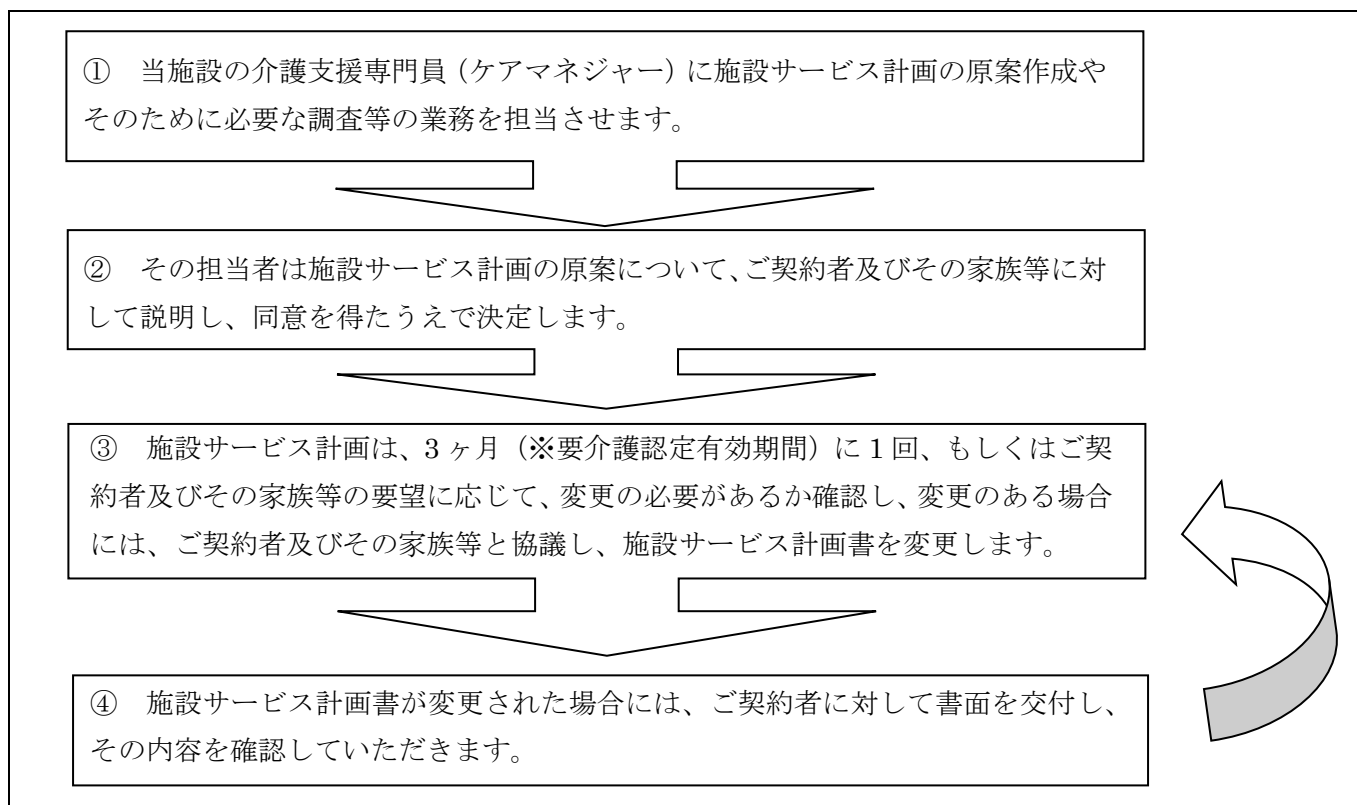 ① 当施設の介護支援専門員（ケアマネジャー）に施設サービス計画の原案作成や
そのために必要な調査等の業務を担当させます。
② その担当者は施設サービス計画の原案について、ご契約者及びその家族等に対
して説明し、同意を得たうえで決定します。
③ 施設サービス計画は、3 ヶ月（※要介護認定有効期間）に 1 回、もしくはご契
約者及びその家族等の要望に応じて、変更の必要があるか確認し、変更のある場合
には、ご契約者及びその家族等と協議し、施設サービス計画書を変更します。
④ 施設サービス計画書が変更された場合には、ご契約者に対して書面を交付し、
その内容を確認していただきます。